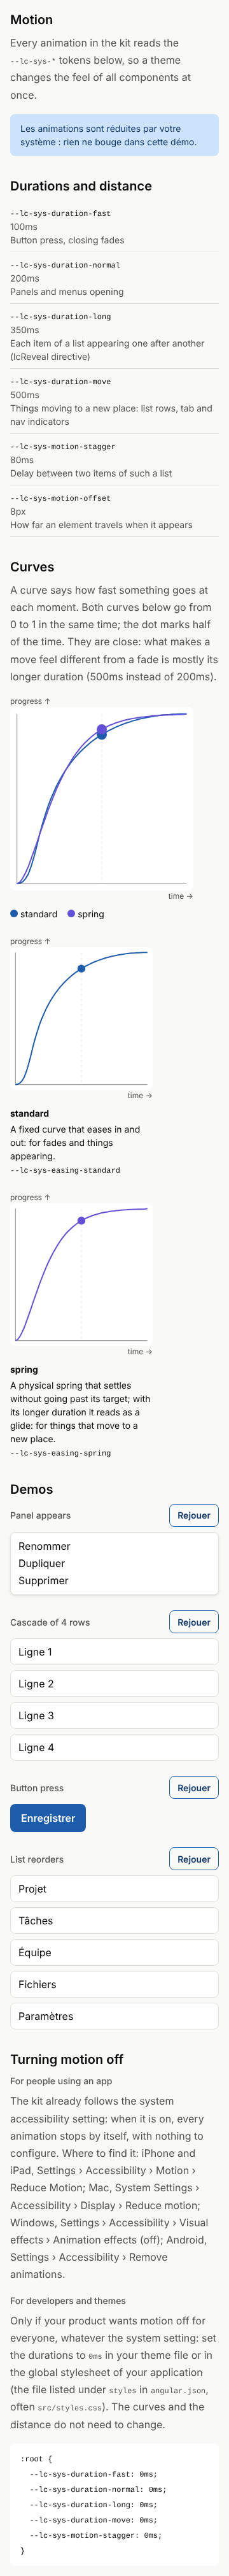 Motion
Every animation in the kit reads the
--lc-sys-* tokens below, so a theme
changes the feel of all components at
once.
Les animations sont réduites par votre
système : rien ne bouge dans cette démo.
Durations and distance
--lc-sys-duration-fast
100ms
Button press, closing fades
--lc-sys-duration-normal
200ms
Panels and menus opening
--lc-sys-duration-long
350ms
Each item of a list appearing one after another
(lcReveal directive)
--lc-sys-duration-move
500ms
Things moving to a new place: list rows, tab and
nav indicators
--lc-sys-motion-stagger
80ms
Delay between two items of such a list
--lc-sys-motion-offset
8px
How far an element travels when it appears
Curves
A curve says how fast something goes at
each moment. Both curves below go from
0 to 1 in the same time; the dot marks half
of the time. They are close: what makes a
move feel different from a fade is mostly its
longer duration (500ms instead of 200ms).
progress ↑
time →
standard spring
progress ↑
time →
standard
A fixed curve that eases in and
out: for fades and things
appearing.
--lc-sys-easing-standard
progress ↑
time →
spring
A physical spring that settles
without going past its target; with
its longer duration it reads as a
glide: for things that move to a
new place.
--lc-sys-easing-spring
Demos
Panel appears Rejouer
Renommer
Dupliquer
Supprimer
Cascade of 4 rows Rejouer
Ligne 1
Ligne 2
Ligne 3
Ligne 4
Button press Rejouer
Enregistrer
List reorders Rejouer
Projet
Tâches
Équipe
Fichiers
Paramètres
Turning motion off
For people using an app
The kit already follows the system
accessibility setting: when it is on, every
animation stops by itself, with nothing to
configure. Where to find it: iPhone and
iPad, Settings › Accessibility › Motion ›
Reduce Motion; Mac, System Settings ›
Accessibility › Display › Reduce motion;
Windows, Settings › Accessibility › Visual
effects › Animation effects (off); Android,
Settings › Accessibility › Remove
animations.
For developers and themes
Only if your product wants motion off for
everyone, whatever the system setting: set
the durations to 0ms in your theme file or in
the global stylesheet of your application
(the file listed under styles in angular.json,
often src/styles.css). The curves and the
distance do not need to change.
:root {
--lc-sys-duration-fast: 0ms;
--lc-sys-duration-normal: 0ms;
--lc-sys-duration-long: 0ms;
--lc-sys-duration-move: 0ms;
--lc-sys-motion-stagger: 0ms;
}